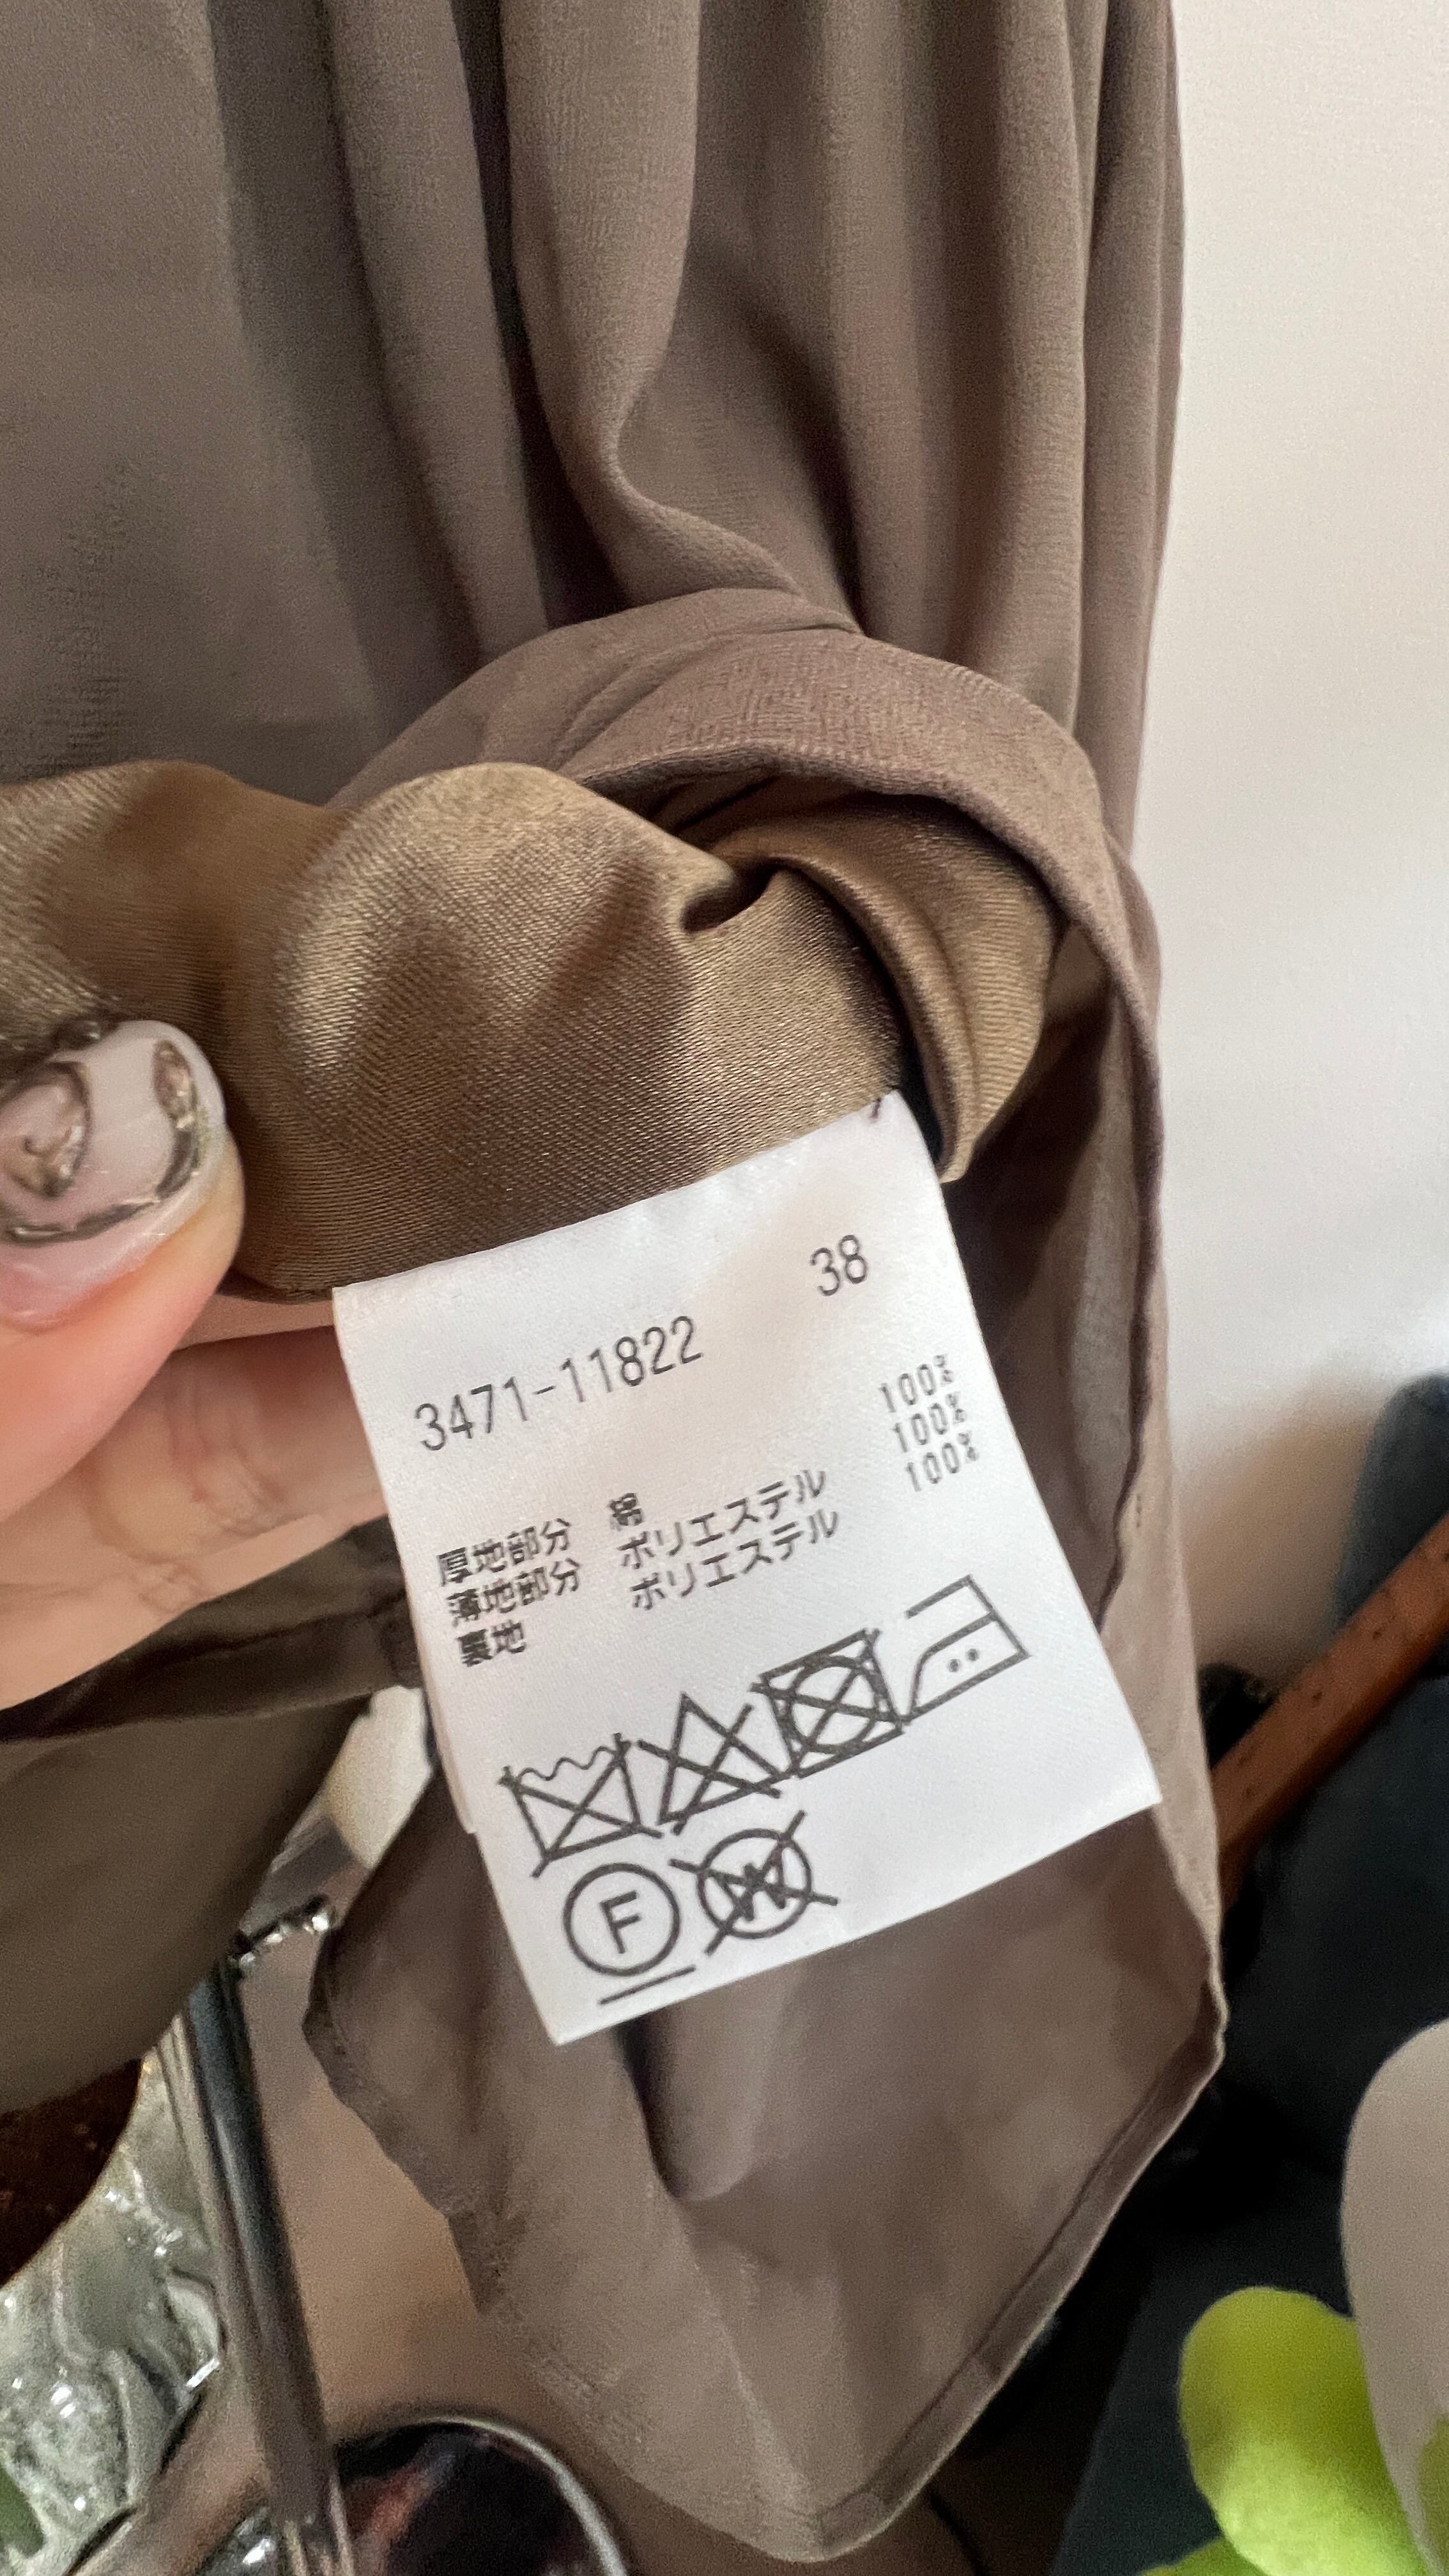 38
3471-11822
厚地部分 綿 100%
薄地部分 ポリエステル 100%
裏地 ポリエステル 100%
F W